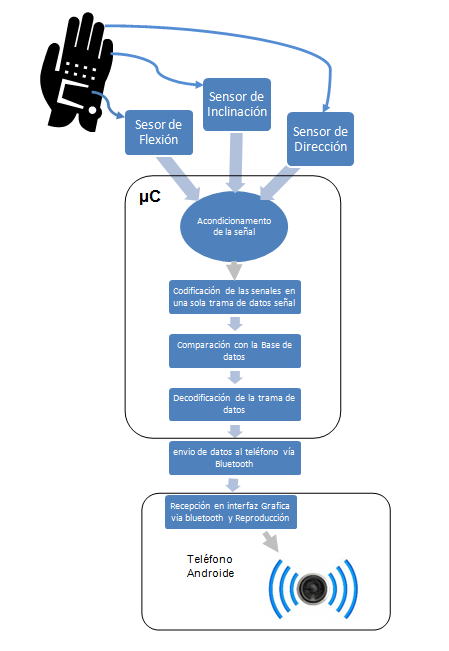 Sesor de
Flexión
Sensor de
Inclinación
Sensor de
Dirección
µC
Acondicionamento
de la señal
Codificación de las senales en
una sola trama de datos señal
Comparación con la Base de
datos
Decodificación de la trama de
datos
envio de datos al teléfono vía
Bluetooth
Recepción en interfaz Grafica
via bluetooth y Reproducción
Teléfono
Androide